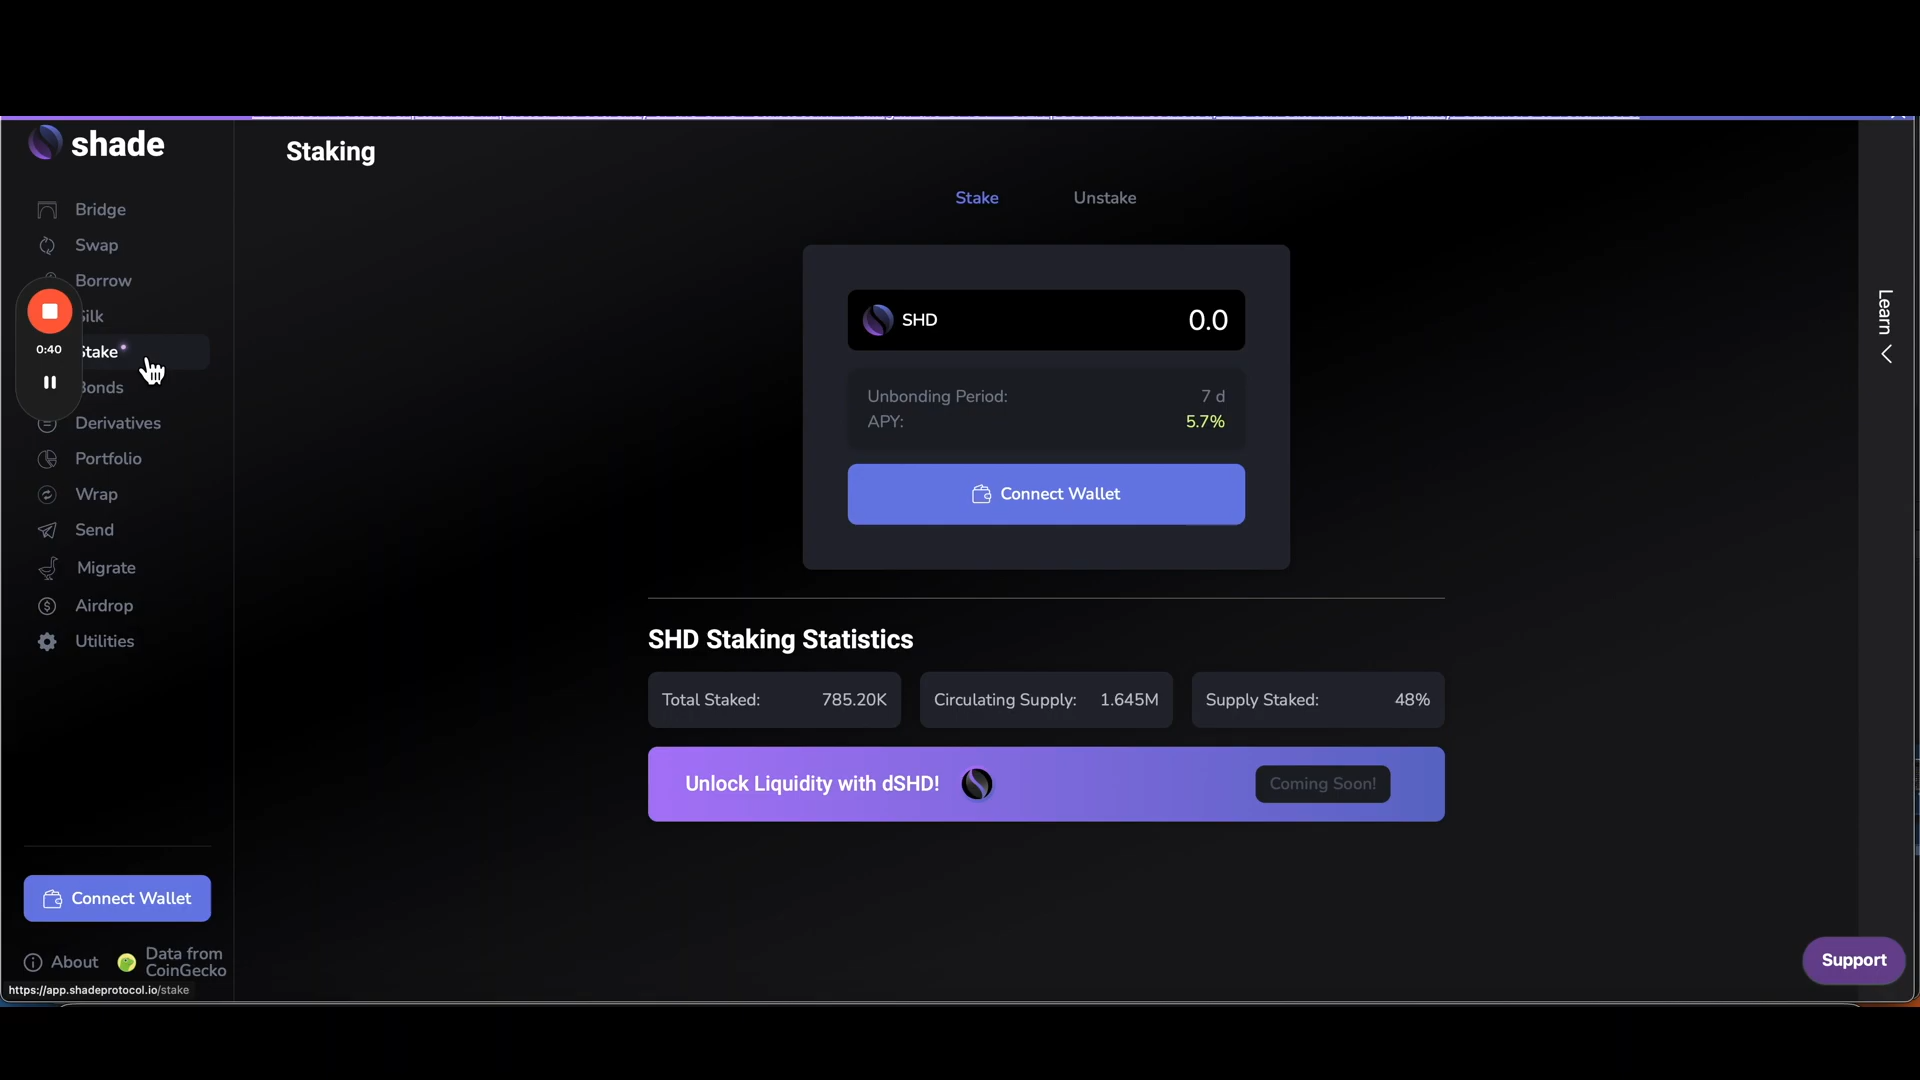 shade
Bridge
Swap
Borrow
Silk
Stake
Bonds
Derivatives
Portfolio
Wrap
Send
Migrate
Airdrop
Utilities
0:40
Connect Wallet
About
Data from
CoinGecko
https://app.shadeprotocol.io/stake
Staking
Stake Unstake
SHD 0.0
Unbonding Period: 7 d
APY: 5.7%
Connect Wallet
SHD Staking Statistics
Total Staked: 785.20K
Circulating Supply: 1.645M
Supply Staked: 48%
Unlock Liquidity with dSHD!
Coming Soon!
Learn
Support